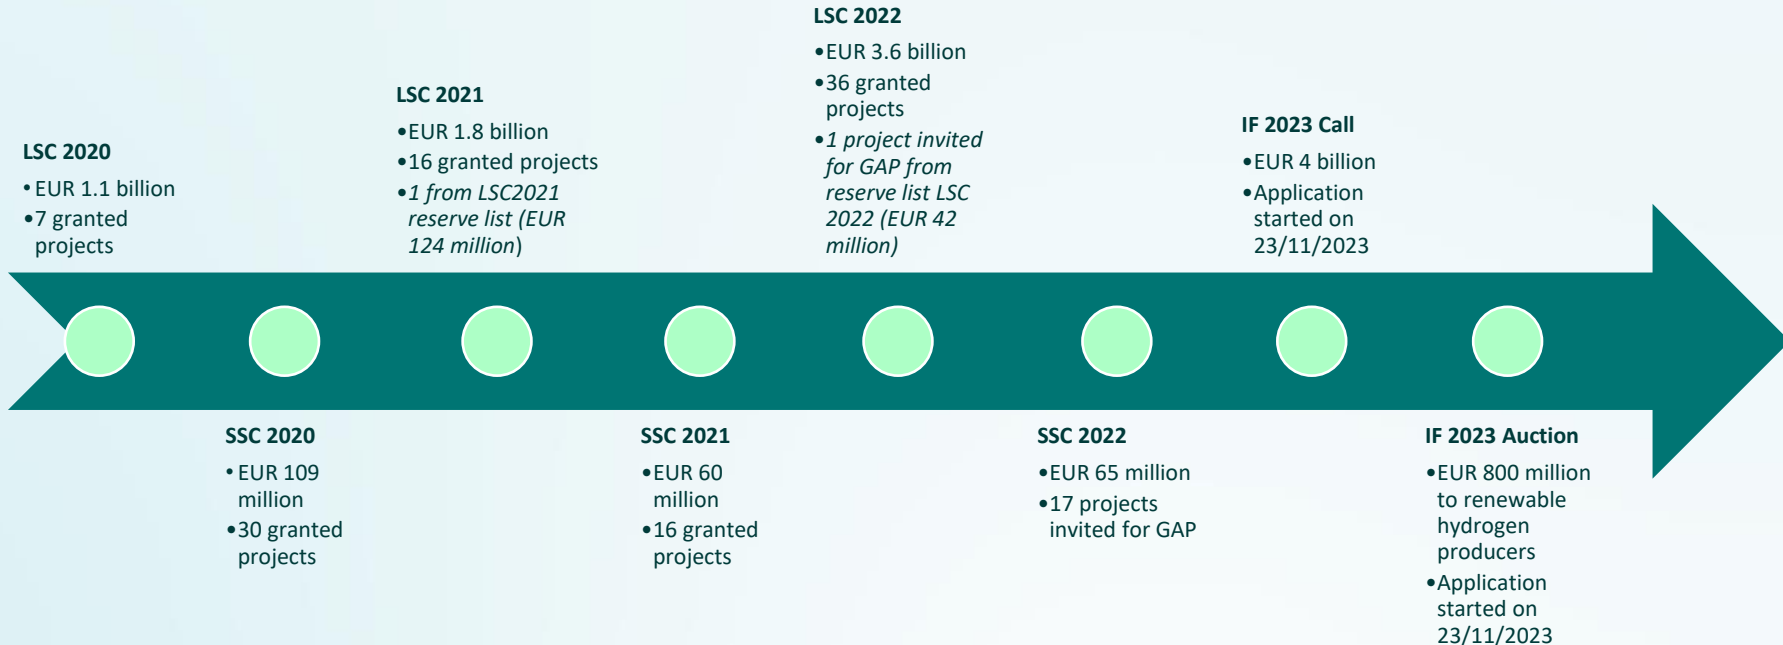 LSC 2020
• EUR 1.1 billion
•7 granted
projects
SSC 2020
• EUR 109
million
•30 granted
projects
LSC 2021
•EUR 1.8 billion
•16 granted projects
•1 from LSC2021
reserve list (EUR
124 million)
SSC 2021
•EUR 60
million
•16 granted
projects
LSC 2022
•EUR 3.6 billion
•36 granted
projects
•1 project invited
for GAP from
reserve list LSC
2022 (EUR 42
million)
SSC 2022
•EUR 65 million
•17 projects
invited for GAP
IF 2023 Call
•EUR 4 billion
•Application
started on
23/11/2023
IF 2023 Auction
•EUR 800 million
to renewable
hydrogen
producers
•Application
started on
23/11/2023